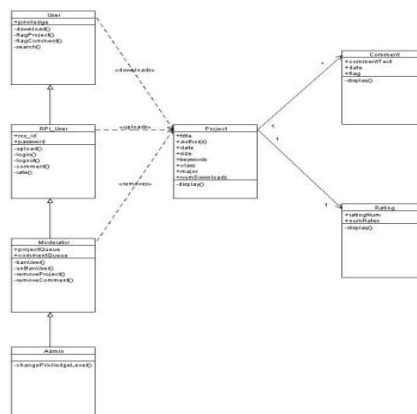 User
+priviledge
-download()
-flagProject()
-flagComment()
-search()
«downloads»
RPI_User
+rcs_id
+password
-upload()
-login()
-logout()
-comment()
-rate()
«uploads»
Project
+title
+author(s)
+date
+size
+keywords
+class
+major
+numDownloads
-display()
Comment
+commentText
+date
+flag
-display()
*
1
1
1
Rating
+ratingNum
+numRates
-display()
«removes»
Moderator
+projectQueue
+commentQueue
-banUser()
-unBanUser()
-removeProject()
-removeComment()
Admin
-changePriviledgeLevel()